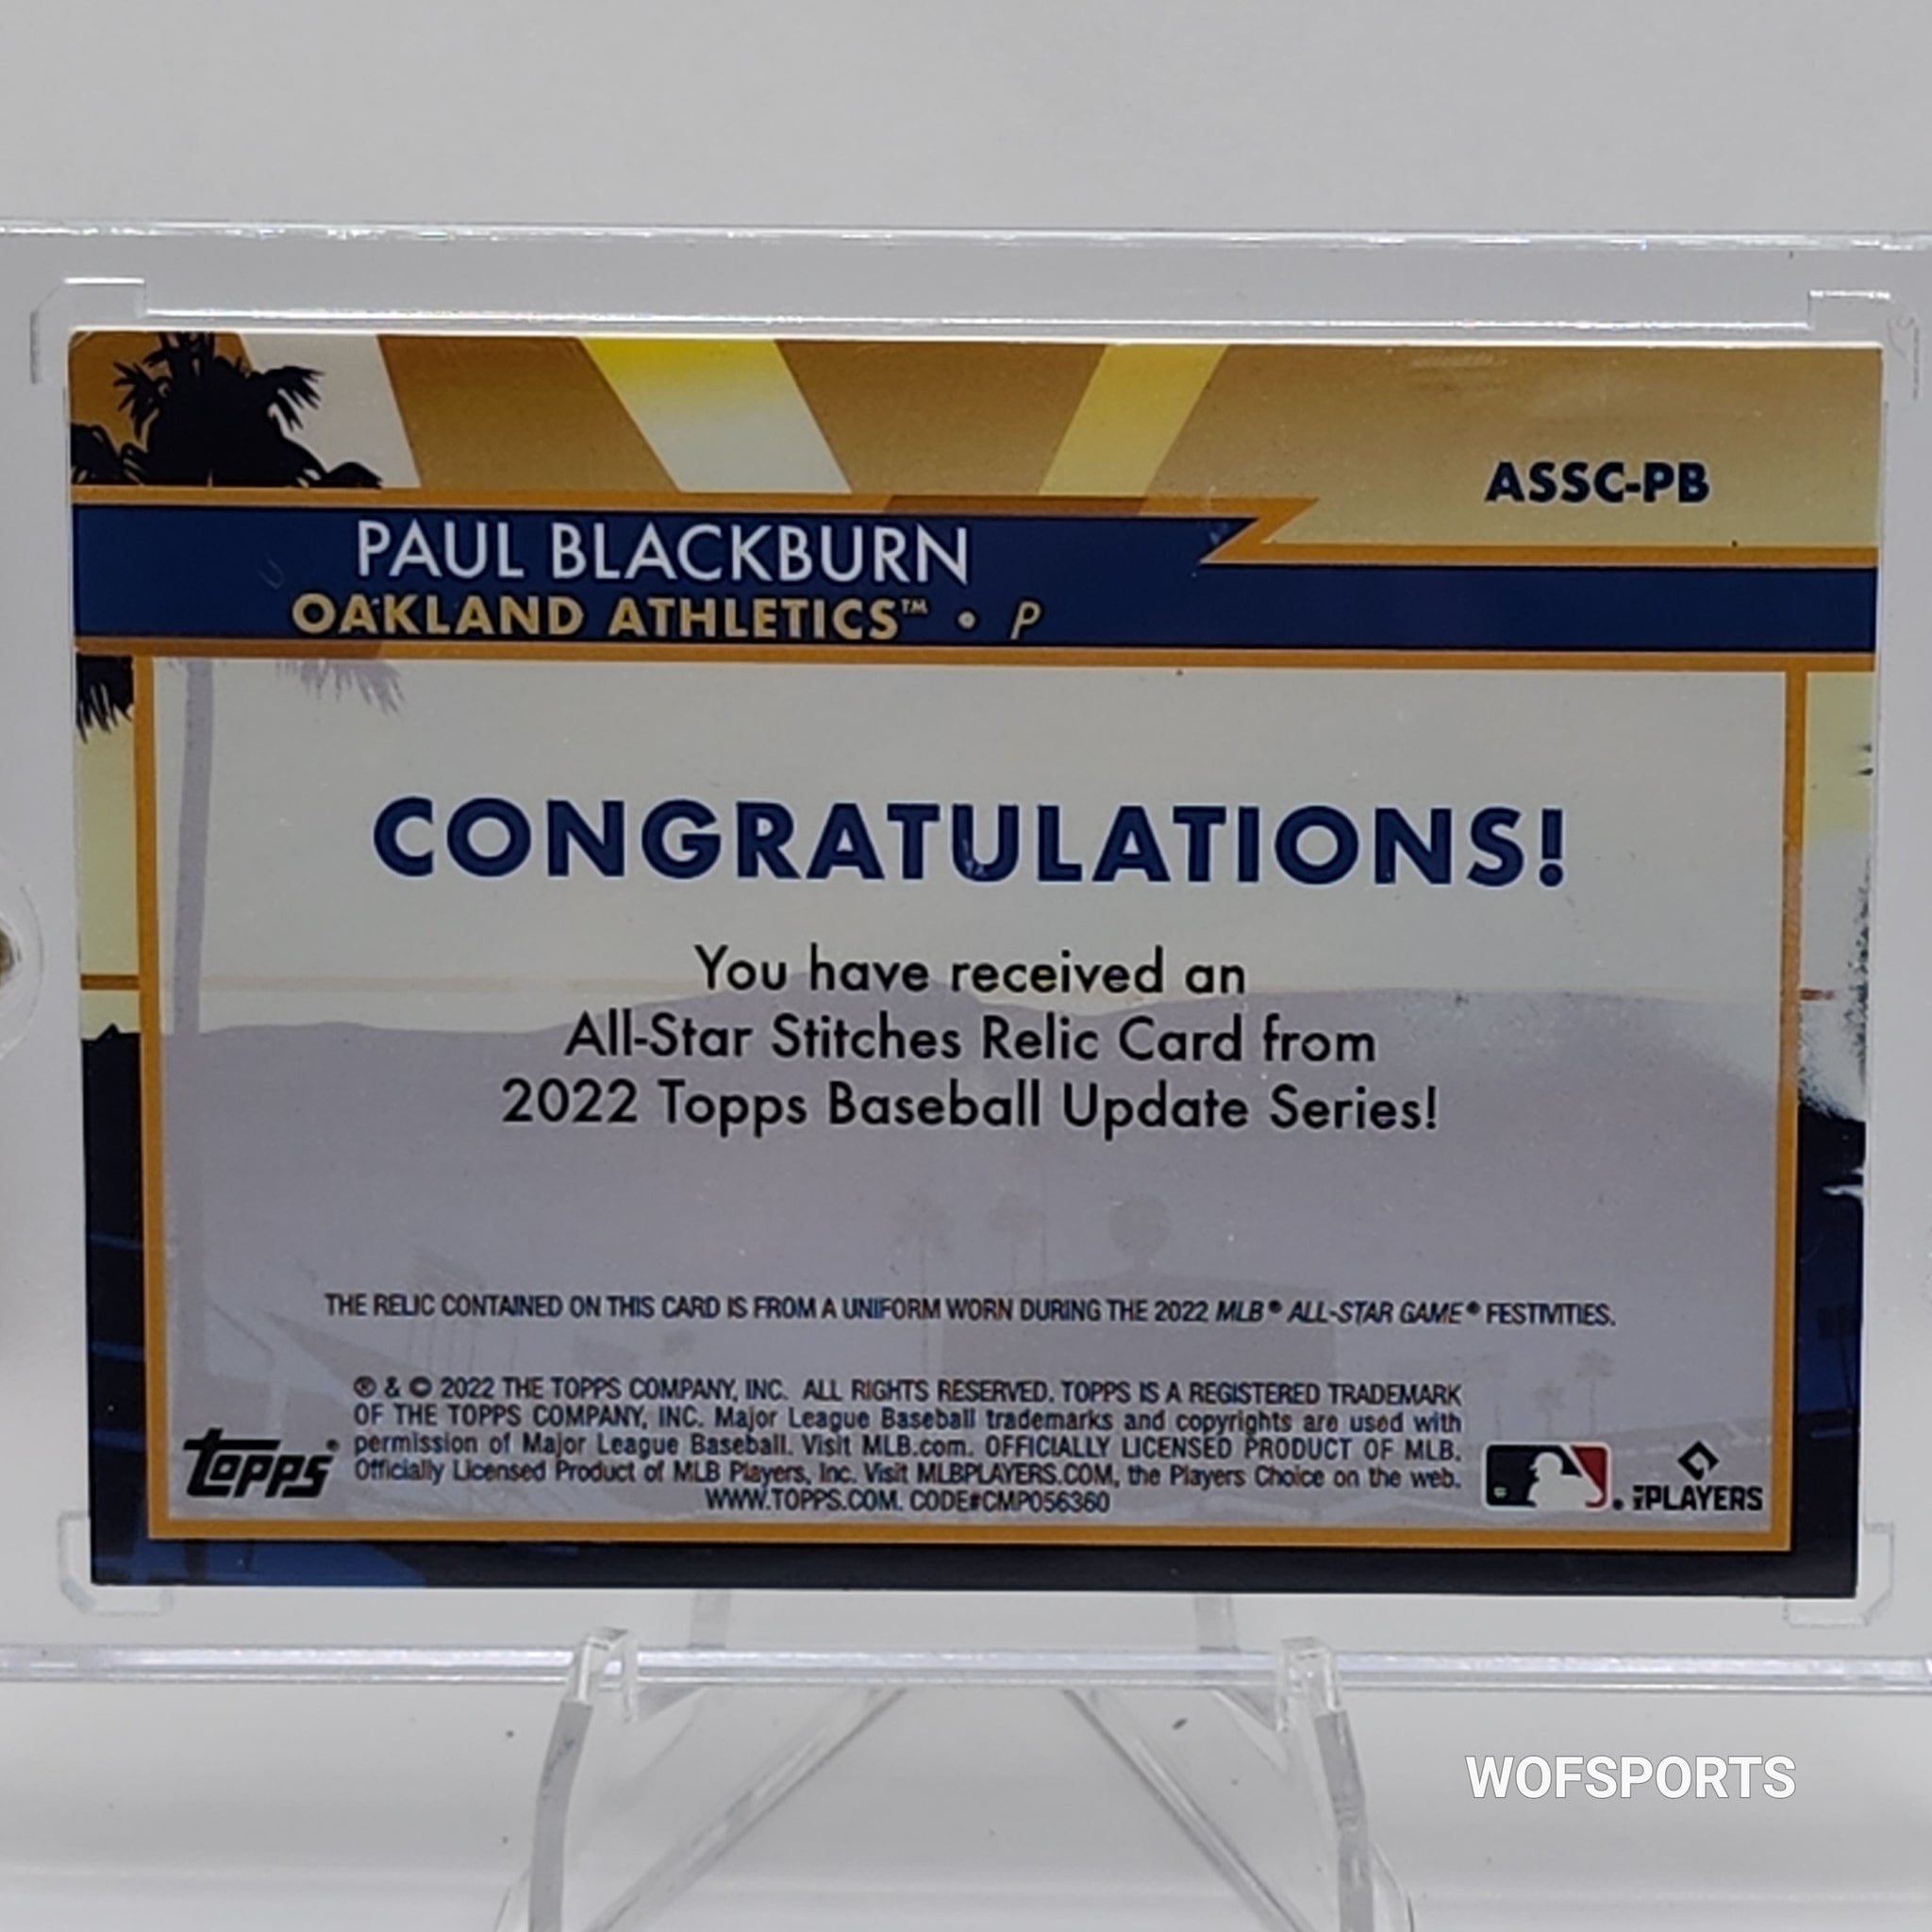 ASSC-PB
PAUL BLACKBURN
OAKLAND ATHLETICS™ • P
CONGRATULATIONS!
You have received an
All-Star Stitches Relic Card from
2022 Topps Baseball Update Series!
THE RELIC CONTAINED ON THIS CARD IS FROM A UNIFORM WORN DURING THE 2022 MLB® ALL-STAR GAME® FESTIVITIES.
® & © 2022 THE TOPPS COMPANY, INC. ALL RIGHTS RESERVED. TOPPS IS A REGISTERED TRADEMARK
OF THE TOPPS COMPANY, INC. Major League Baseball trademarks and copyrights are used with
permission of Major League Baseball. Visit MLB.com. OFFICIALLY LICENSED PRODUCT OF MLB.
Officially Licensed Product of MLB Players, Inc. Visit MLBPLAYERS.COM, the Players Choice on the web.
WWW.TOPPS.COM. CODE#CMP056360
topps®
MLB PLAYERS
WOFSPORTS